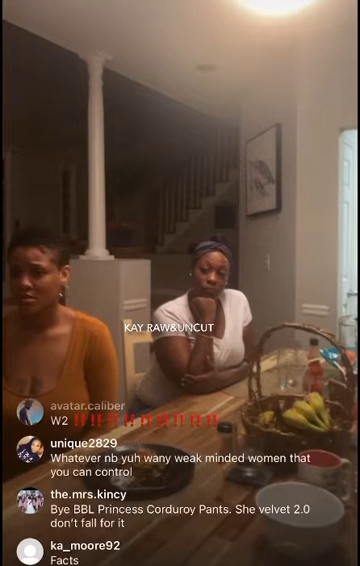 KAY RAW&UNCUT
avatar.caliber
W2 ‼️‼️‼️‼️‼️‼️‼️‼️‼️
unique2829
Whatever nb yuh wany weak minded women that
you can control
the.mrs.kincy
Bye BBL Princess Corduroy Pants. She velvet 2.0
don't fall for it
ka_moore92
Facts